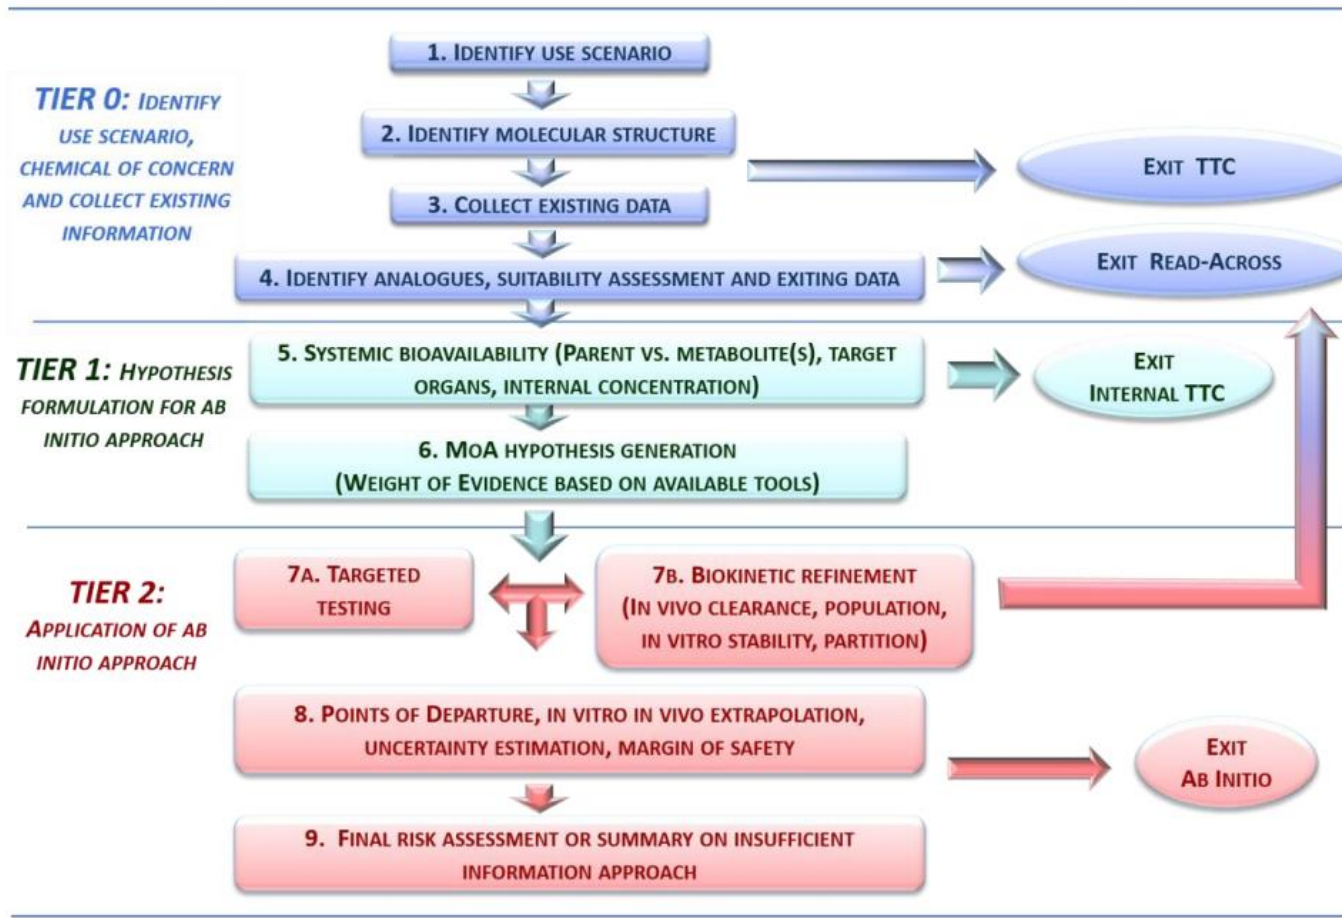 1. IDENTIFY USE SCENARIO
TIER 0: IDENTIFY
USE SCENARIO,
CHEMICAL OF CONCERN
AND COLLECT EXISTING
INFORMATION
2. IDENTIFY MOLECULAR STRUCTURE
EXIT TTC
3. COLLECT EXISTING DATA
4. IDENTIFY ANALOGUES, SUITABILITY ASSESSMENT AND EXITING DATA
EXIT READ-ACROSS
TIER 1: HYPOTHESIS
FORMULATION FOR AB
INITIO APPROACH
5. SYSTEMIC BIOAVAILABILITY (PARENT VS. METABOLITE(S), TARGET
ORGANS, INTERNAL CONCENTRATION)
EXIT
INTERNAL TTC
6. MOA HYPOTHESIS GENERATION
(WEIGHT OF EVIDENCE BASED ON AVAILABLE TOOLS)
TIER 2:
APPLICATION OF AB
INITIO APPROACH
7A. TARGETED
TESTING
7B. BIOKINETIC REFINEMENT
(IN VIVO CLEARANCE, POPULATION,
IN VITRO STABILITY, PARTITION)
8. POINTS OF DEPARTURE, IN VITRO IN VIVO EXTRAPOLATION,
UNCERTAINTY ESTIMATION, MARGIN OF SAFETY
EXIT
AB INITIO
9. FINAL RISK ASSESSMENT OR SUMMARY ON INSUFFICIENT
INFORMATION APPROACH